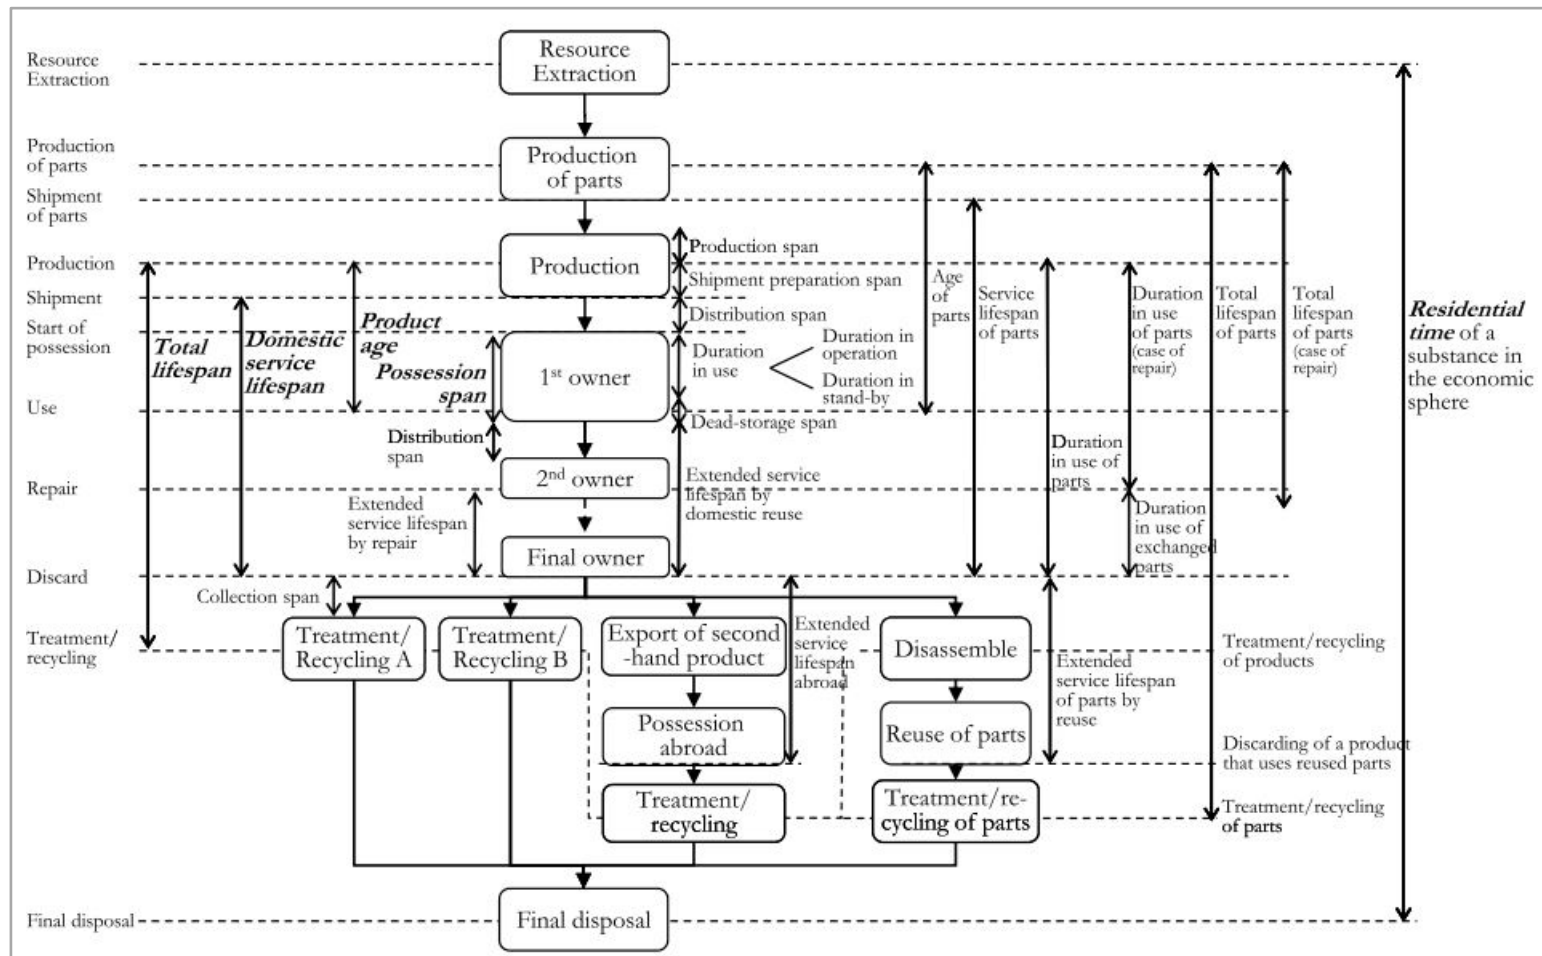 Resource
Extraction
Resource
Extraction
Production
of parts
Production
of parts
Shipment
of parts
Production
Production
Production span
Shipment preparation span
Shipment
Distribution span
Start of
possession
Total
lifespan
Domestic
service
lifespan
Product
age
Possession
span
1st owner
Duration
in use
Duration in
operation
Duration in
stand-by
Age
of
parts
Service
lifespan
of parts
Duration
in use
of parts
(case of
repair)
Total
lifespan
of parts
Total
lifespan
of parts
(case of
repair)
Residential
time of a
substance in
the economic
sphere
Use
Dead-storage span
Distribution
span
2nd owner
Extended service
lifespan by
domestic reuse
Duration
in use of
parts
Repair
Extended
service lifespan
by repair
Duration
in use of
exchanged
parts
Final owner
Discard
Collection span
Treatment/
recycling
Treatment/
Recycling A
Treatment/
Recycling B
Export of second
-hand product
Extended
service
lifespan
abroad
Disassemble
Extended
service lifespan
of parts by
reuse
Treatment/recycling
of products
Possession
abroad
Reuse of parts
Discarding of a product
that uses reused parts
Treatment/
recycling
Treatment/re-
cycling of parts
Treatment/recycling
of parts
Final disposal
Final disposal